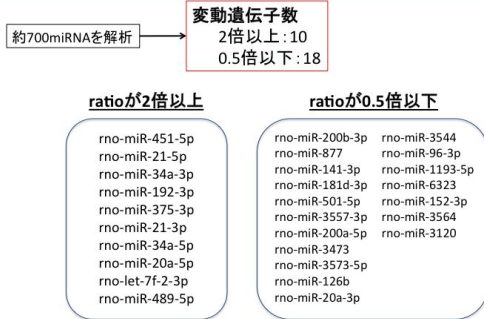 約700miRNAを解析
変動遺伝子数
2倍以上:10
0.5倍以下:18
ratioが2倍以上
rno-miR-451-5p
rno-miR-21-5p
rno-miR-34a-3p
rno-miR-192-3p
rno-miR-375-3p
rno-miR-21-3p
rno-miR-34a-5p
rno-miR-20a-5p
rno-let-7f-2-3p
rno-miR-489-5p
ratioが0.5倍以下
rno-miR-200b-3p
rno-miR-877
rno-miR-141-3p
rno-miR-181d-3p
rno-miR-501-5p
rno-miR-3557-3p
rno-miR-200a-5p
rno-miR-3473
rno-miR-3573-5p
rno-miR-126b
rno-miR-20a-3p
rno-miR-3544
rno-miR-96-3p
rno-miR-1193-5p
rno-miR-6323
rno-miR-152-3p
rno-miR-3564
rno-miR-3120